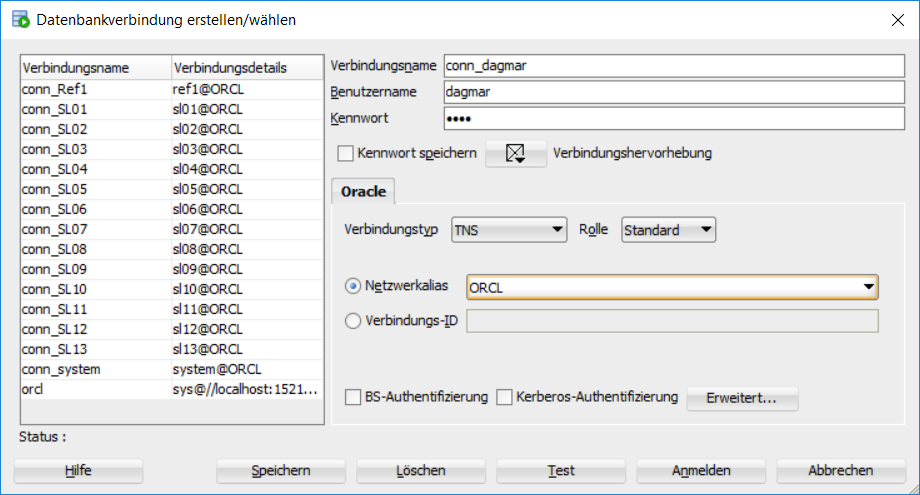 Datenbankverbindung erstellen/wählen
Verbindungsname Verbindungsdetails
conn_Ref1 ref1@ORCL
conn_SL01 sl01@ORCL
conn_SL02 sl02@ORCL
conn_SL03 sl03@ORCL
conn_SL04 sl04@ORCL
conn_SL05 sl05@ORCL
conn_SL06 sl06@ORCL
conn_SL07 sl07@ORCL
conn_SL08 sl08@ORCL
conn_SL09 sl09@ORCL
conn_SL10 sl10@ORCL
conn_SL11 sl11@ORCL
conn_SL12 sl12@ORCL
conn_SL13 sl13@ORCL
conn_system system@ORCL
orcl sys@//localhost:1521...
Verbindungsname conn_dagmar
Benutzername dagmar
Kennwort ••••
Kennwort speichern Verbindungshervorhebung
Oracle
Verbindungstyp TNS Rolle Standard
Netzwerkalias ORCL
Verbindungs-ID
BS-Authentifizierung Kerberos-Authentifizierung Erweitert...
Status :
Hilfe Speichern Löschen Test Anmelden Abbrechen